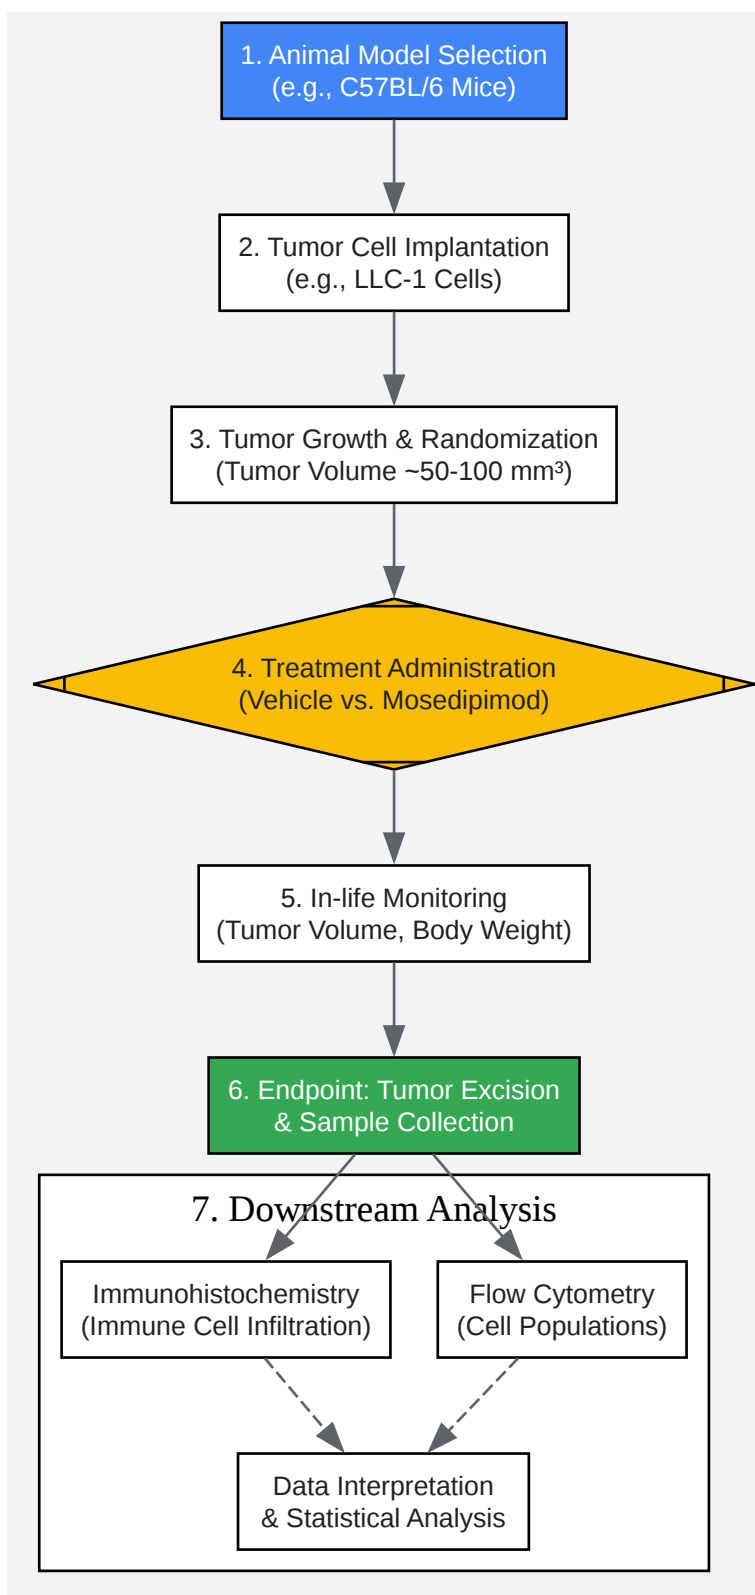 1. Animal Model Selection
(e.g., C57BL/6 Mice)
2. Tumor Cell Implantation
(e.g., LLC-1 Cells)
3. Tumor Growth & Randomization
(Tumor Volume ~50-100 mm³)
4. Treatment Administration
(Vehicle vs. Mosedipimod)
5. In-life Monitoring
(Tumor Volume, Body Weight)
6. Endpoint: Tumor Excision
& Sample Collection
7. Downstream Analysis
Immunohistochemistry
(Immune Cell Infiltration)
Flow Cytometry
(Cell Populations)
Data Interpretation
& Statistical Analysis